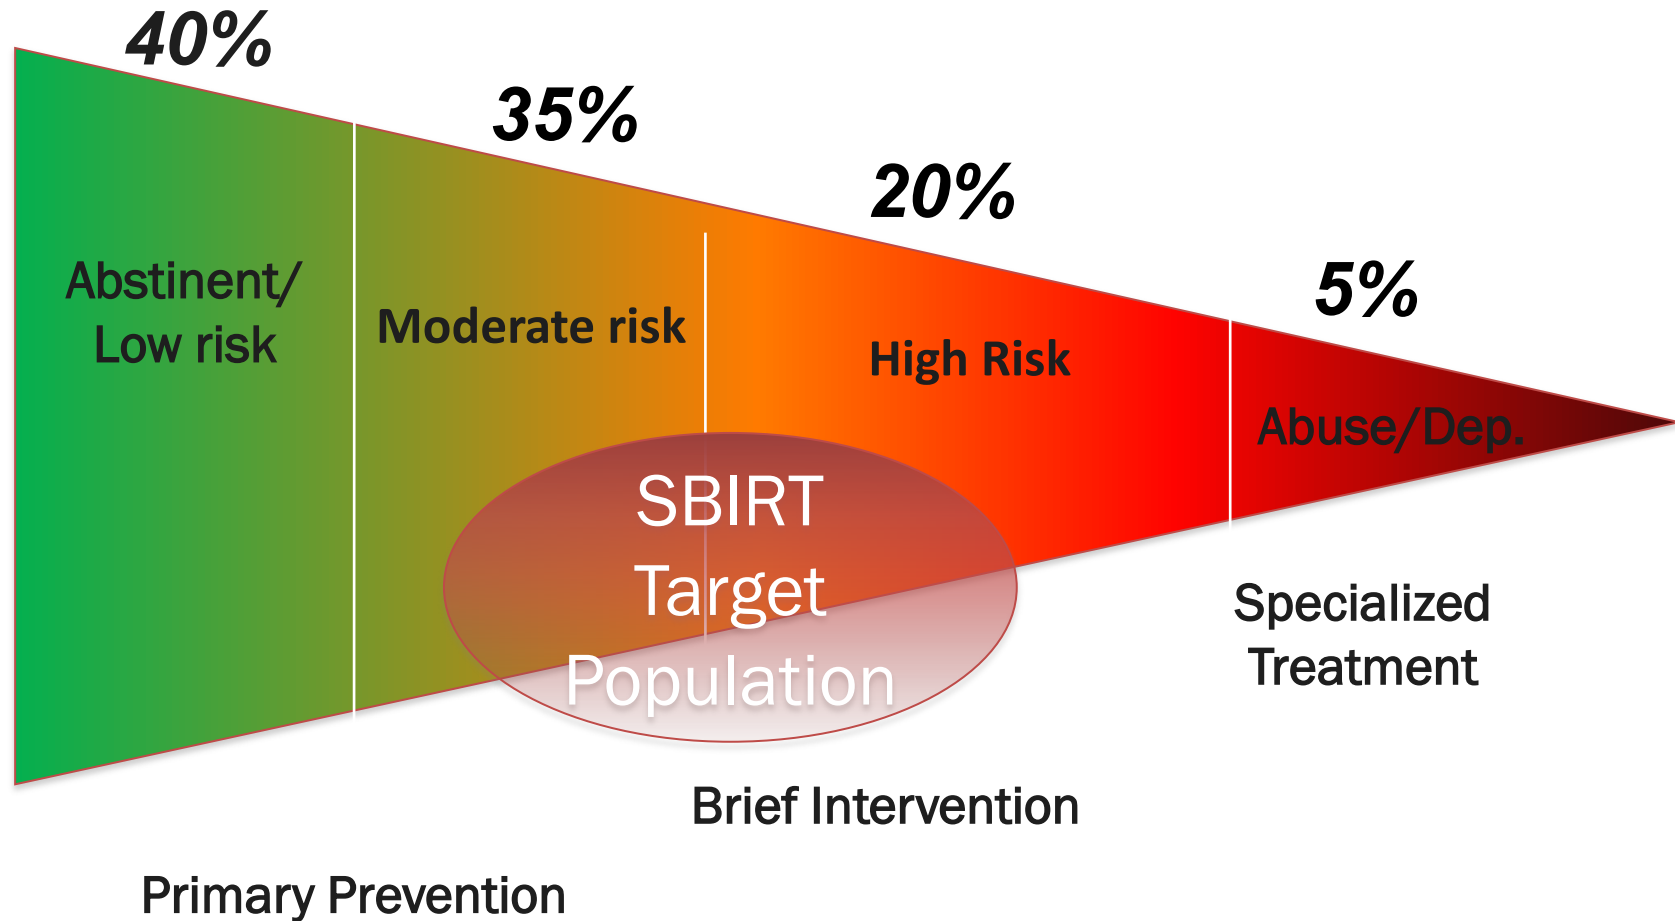 40%
35%
20%
5%
Abstinent/
Low risk
Moderate risk
High Risk
Abuse/Dep.
SBIRT
Target
Population
Specialized
Treatment
Brief Intervention
Primary Prevention